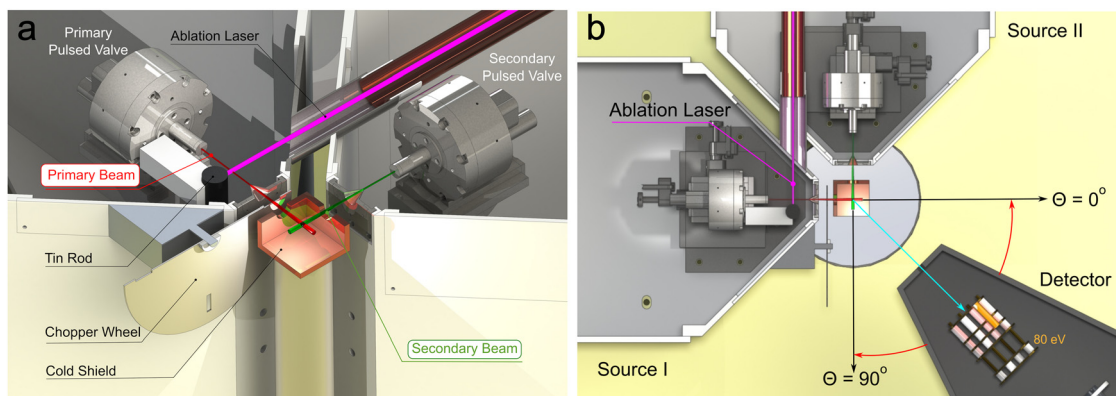 a
Primary
Pulsed Valve
Ablation Laser
Secondary
Pulsed Valve
Primary Beam
Tin Rod
Chopper Wheel
Cold Shield
Secondary Beam
b
Source II
Ablation Laser
Θ = 0°
Detector
80 eV
Source I
Θ = 90°